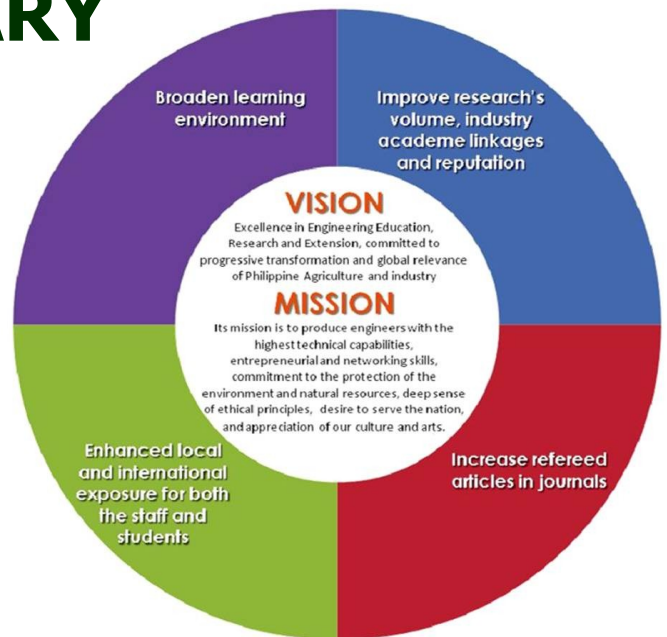 Broaden learning
environment
Improve research's
volume, industry
academe linkages
and reputation
VISION
Excellence in Engineering Education,
Research and Extension, committed to
progressive transformation and global relevance
of Philippine Agriculture and industry
MISSION
Its mission is to produce engineers with the
highest technical capabilities,
entrepreneurial and networking skills,
commitment to the protection of the
environment and natural resources, deep sense
of ethical principles, desire to serve the nation,
and appreciation of our culture and arts.
Enhanced local
and international
exposure for both
the staff and
students
Increase refereed
articles in journals